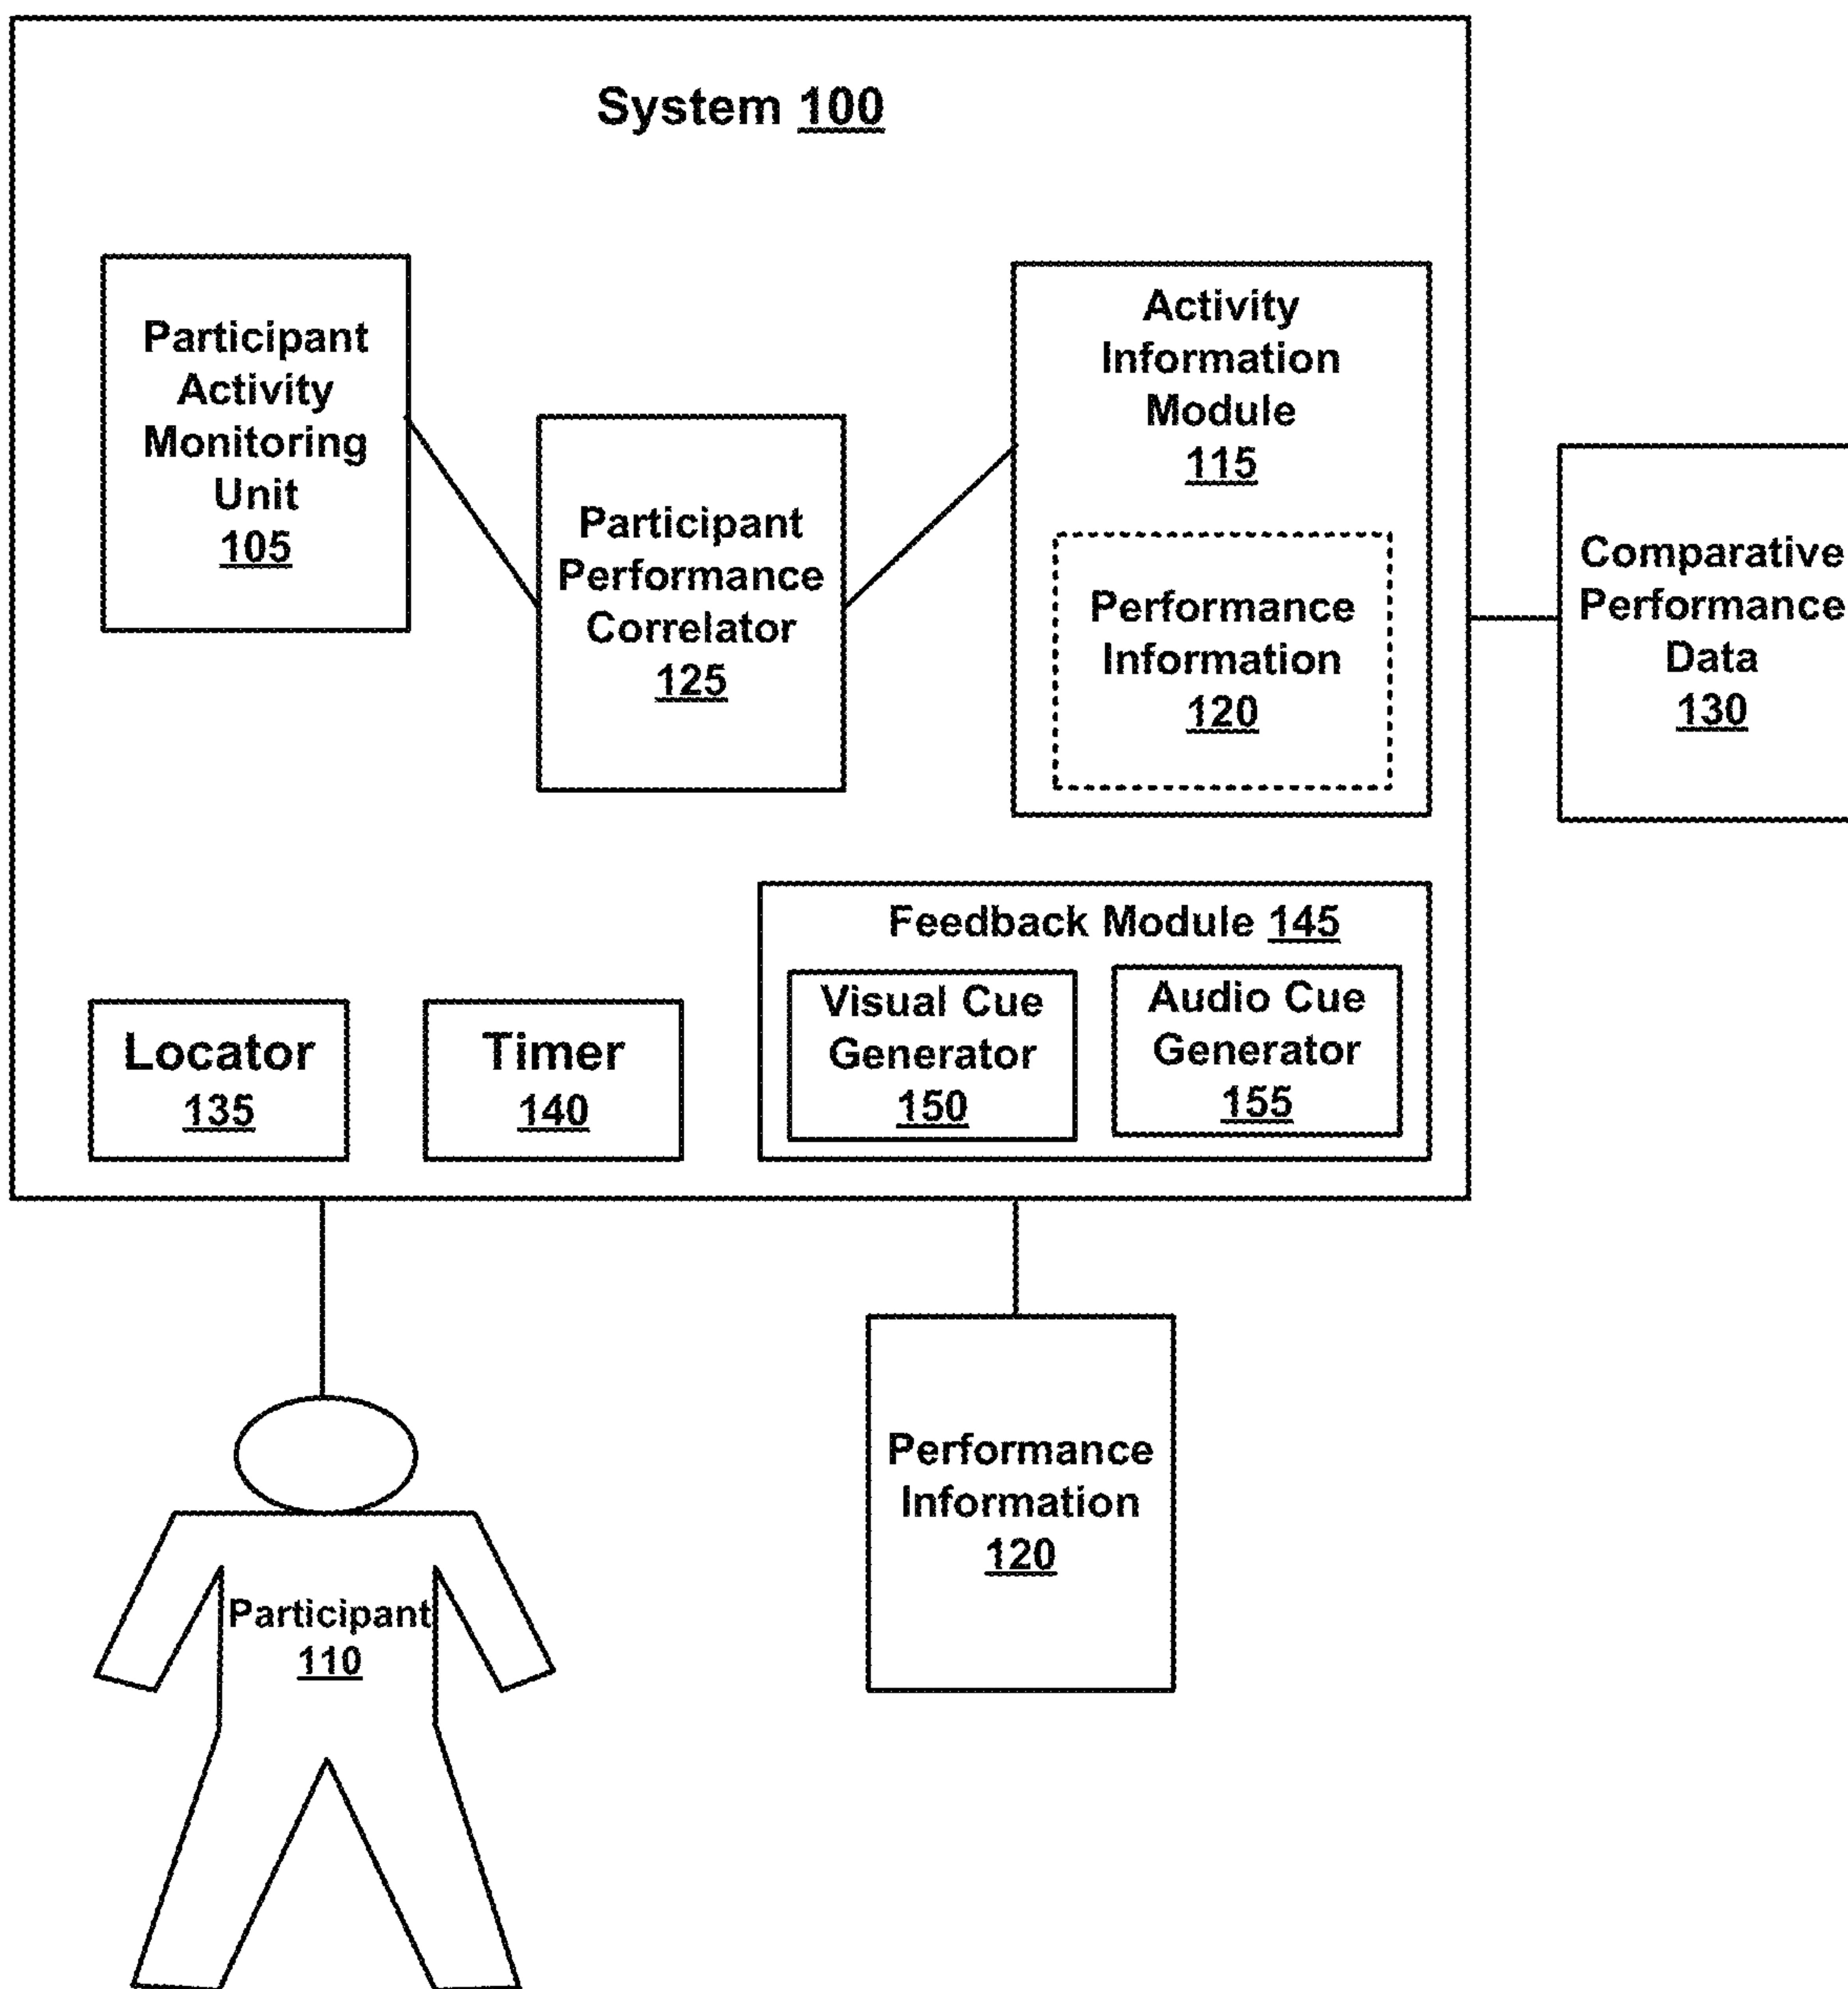 System 100
Participant
Activity
Monitoring
Unit
105
Participant
Performance
Correlator
125
Activity
Information
Module
115
Performance
Information
120
Comparative
Performance
Data
130
Feedback Module 145
Visual Cue
Generator
150
Audio Cue
Generator
155
Locator
135
Timer
140
Performance
Information
120
Participant
110